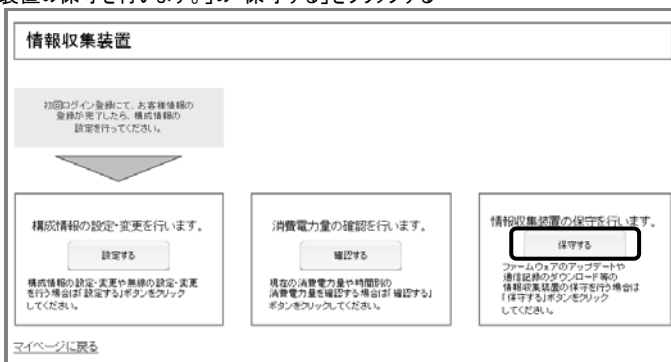 装置の保守を行います。」の「保守する」をクリックする
情報収集装置
初回ログイン登録にて、お客様情報の
登録が完了したら、構成情報の
設定を行ってください。
構成情報の設定・変更を行います。
設定する
構成情報の設定・変更や無線の設定・変更
を行う場合は「設定する」ボタンをクリック
してください。
消費電力量の確認を行います。
確認する
現在の消費電力量や時間別の
消費電力量を確認する場合は「確認する」
ボタンをクリックしてください。
情報収集装置の保守を行います。
保守する
ファームウェアのアップデートや
通信記録のダウンロード等の
情報収集装置の保守を行う場合は
「保守する」ボタンをクリック
してください。
マイページに戻る